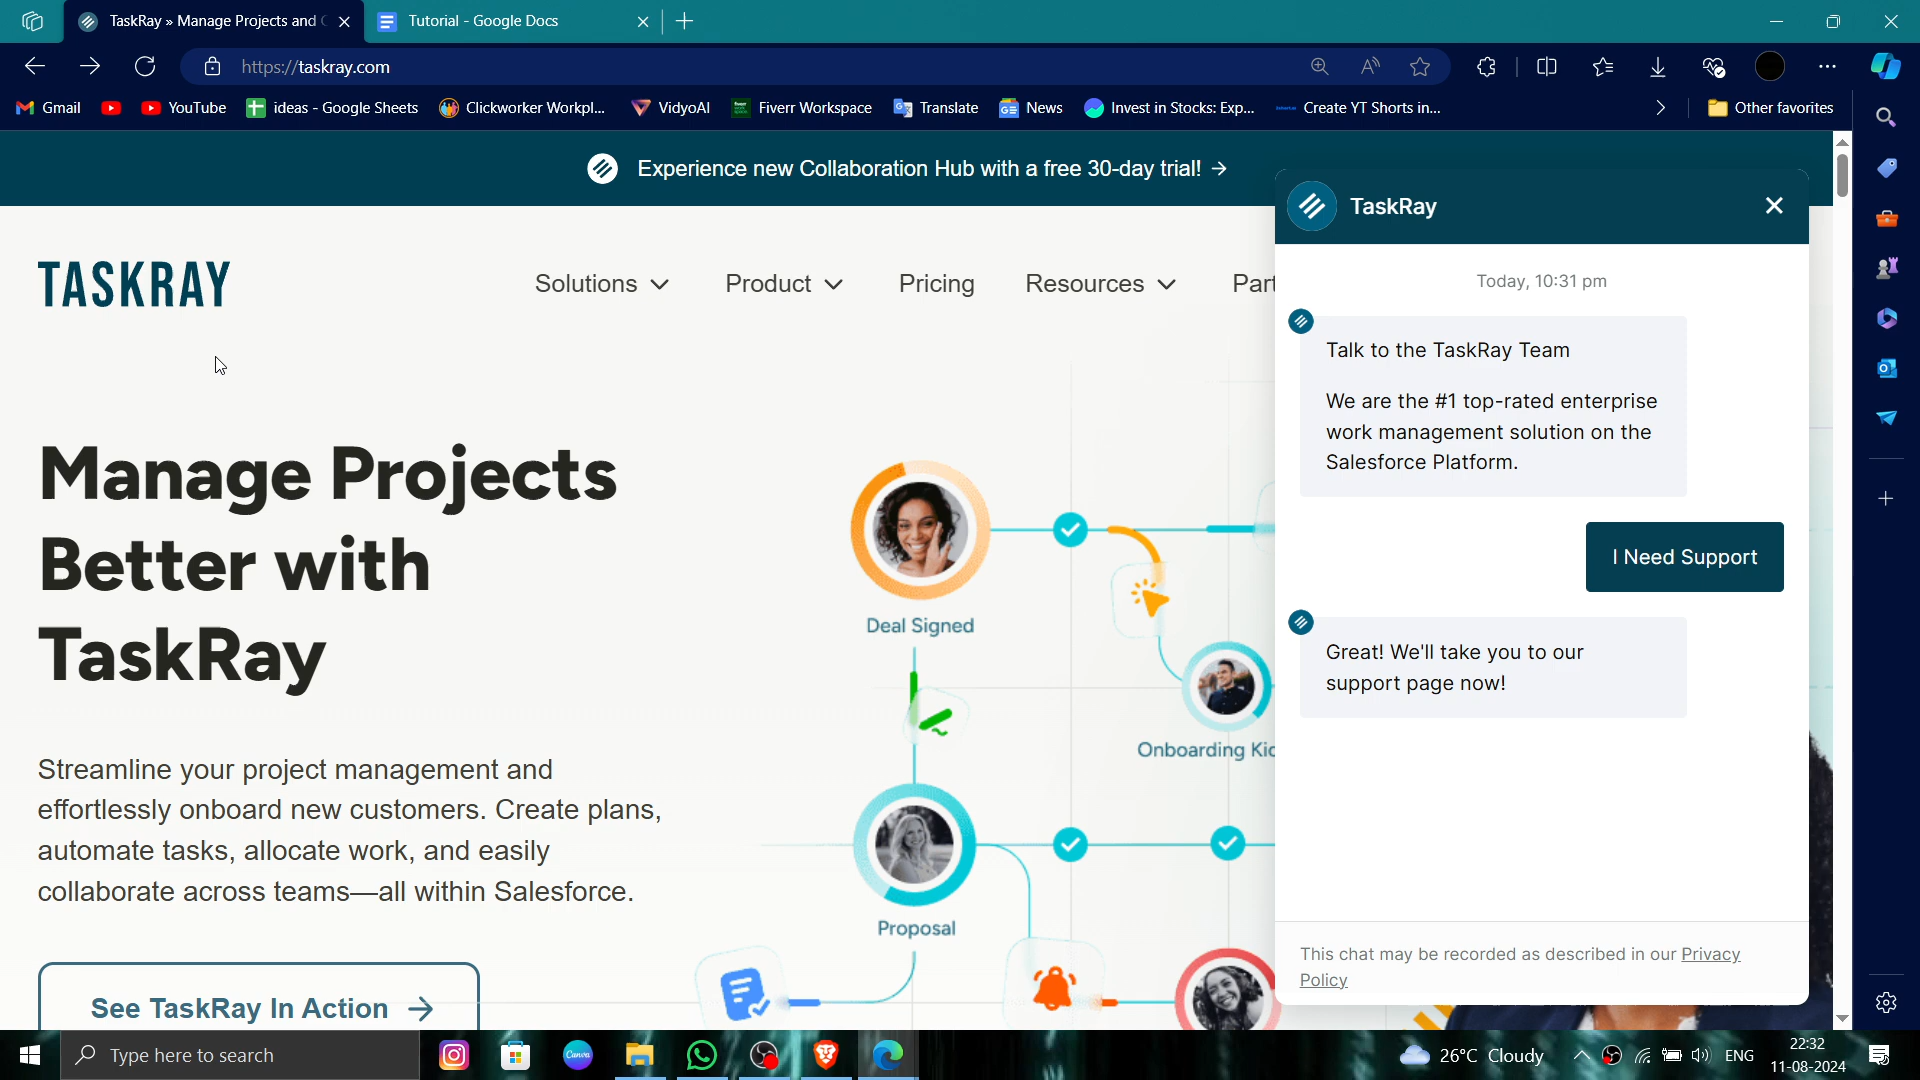 TaskRay » Manage Projects and C
Tutorial - Google Docs
https://taskray.com
Gmail
YouTube
ideas - Google Sheets
Clickworker Workpl...
VidyoAI
Fiverr Workspace
Translate
News
Invest in Stocks: Exp...
Create YT Shorts in...
Other favorites
Experience new Collaboration Hub with a free 30-day trial! →
TASKRAY
Solutions
Product
Pricing
Resources
Part
Manage Projects
Better with
TaskRay
Streamline your project management and
effortlessly onboard new customers. Create plans,
automate tasks, allocate work, and easily
collaborate across teams—all within Salesforce.
See TaskRay In Action →
Deal Signed
Onboarding Kic
Proposal
TaskRay
Today, 10:31 pm
Talk to the TaskRay Team
We are the #1 top-rated enterprise
work management solution on the
Salesforce Platform.
I Need Support
Great! We'll take you to our
support page now!
This chat may be recorded as described in our Privacy
Policy
Type here to search
Canva
26°C Cloudy
ENG
22:32
11-08-2024